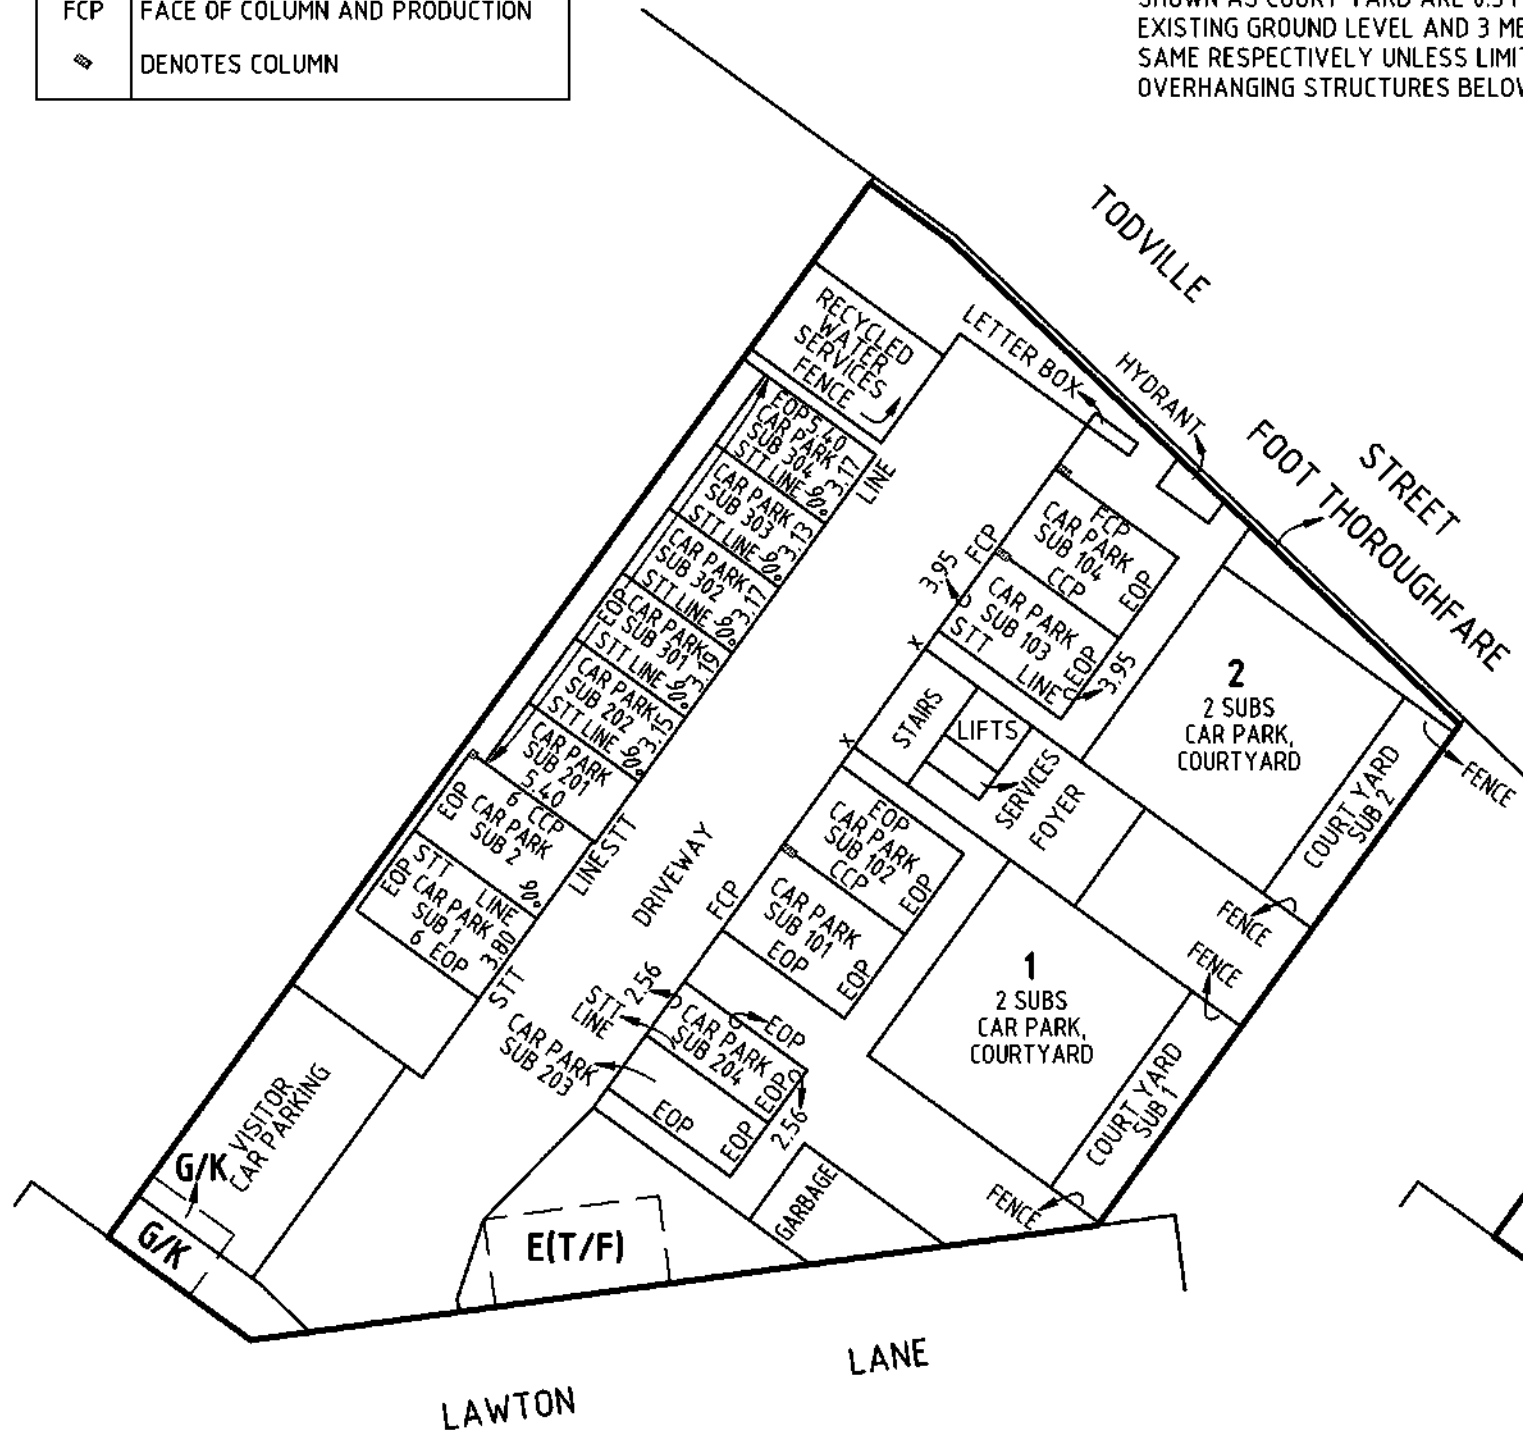 FCP FACE OF COLUMN AND PRODUCTION
DENOTES COLUMN
EXISTING GROUND LEVEL AND 3
SAME RESPECTIVELY UNLESS
OVERHANGING STRUCTURES
TODVILLE
STREET
FOOT THOROUGHFARE
RECYCLED
WATER
SERVICES
FENCE
LETTER BOX
HYDRANT
EOP 5.40
CAR PARK
SUB 304
3.17
STT LINE 90°
LINE
CAR PARK
SUB 303
3.13
STT LINE 90°
CAR PARK
SUB 302
3.17
STT LINE 90°
EOP
CAR PARK
SUB 301
3.19
STT LINE 90°
CAR PARK
SUB 202
3.15
STT LINE 90°
CAR PARK
SUB 201
5.40
6 CCP
EOP
CAR PARK
SUB 2
90°
LINE
STT
STT LINE
EOP
CAR PARK
SUB 1
3.80
6 EOP
STT
FCP
CAR PARK
SUB 104
EOP
CCP
FCP
3.95
CAR PARK
SUB 103
EOP
STT LINE
3.95
X
X
STAIRS
LIFTS
SERVICES
FOYER
2
2 SUBS
CAR PARK,
COURTYARD
COURT YARD
SUB 2
FENCE
FENCE
FENCE
DRIVEWAY
EOP
CAR PARK
SUB 102
CCP
EOP
FCP
CAR PARK
SUB 101
EOP
EOP
1
2 SUBS
CAR PARK,
COURTYARD
COURT YARD
SUB 1
FENCE
2.56
STT
LINE
CAR PARK
SUB 204
EOP
EOP
CAR PARK
SUB 203
EOP
EOP
2.56
GARBAGE
VISITOR
CAR PARKING
G/K
G/K
E(T/F)
LAWTON
LANE